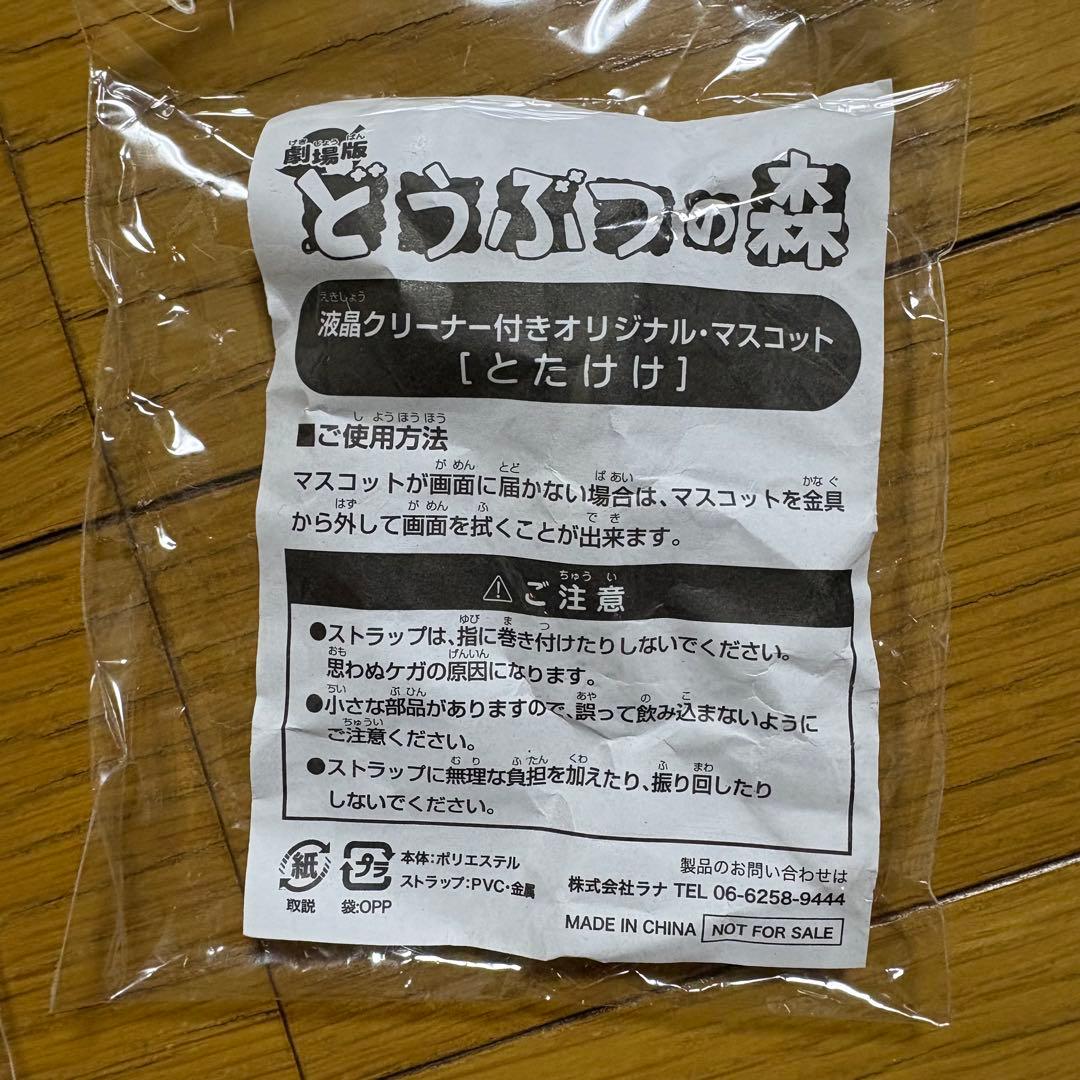 劇場版
どうぶつの森
液晶クリーナー付きオリジナル・マスコット
[とたけけ]
■ご使用方法
マスコットが画面に届かない場合は、マスコットを金具
から外して画面を拭くことが出来ます。
⚠ご注意
●ストラップは、指に巻き付けたりしないでください。
思わぬケガの原因になります。
●小さな部品がありますので、誤って飲み込まないように
ご注意ください。
●ストラップに無理な負担を加えたり、振り回したり
しないでください。
紙
取説
プラ
袋:OPP
本体:ポリエステル
ストラップ:PVC・金属
製品のお問い合わせは
株式会社ラナ TEL 06-6258-9444
MADE IN CHINA NOT FOR SALE